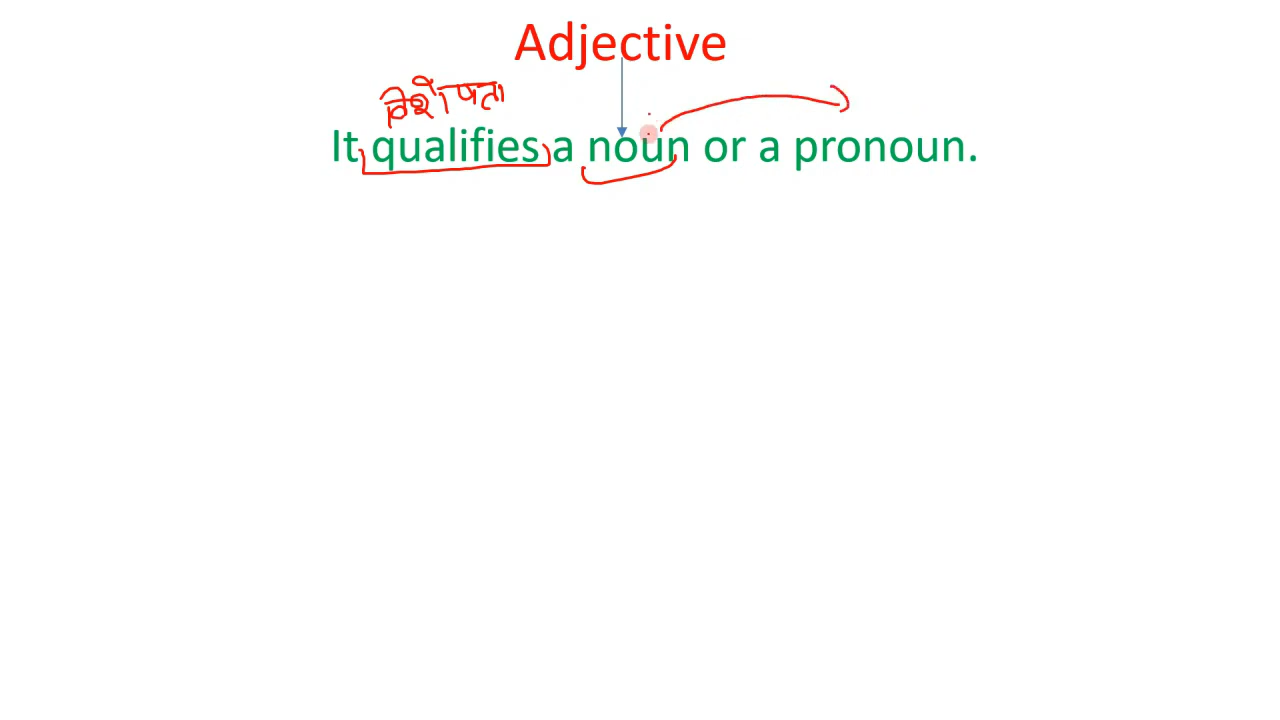 Adjective
विशेषता
It qualifies a noun or a pronoun.